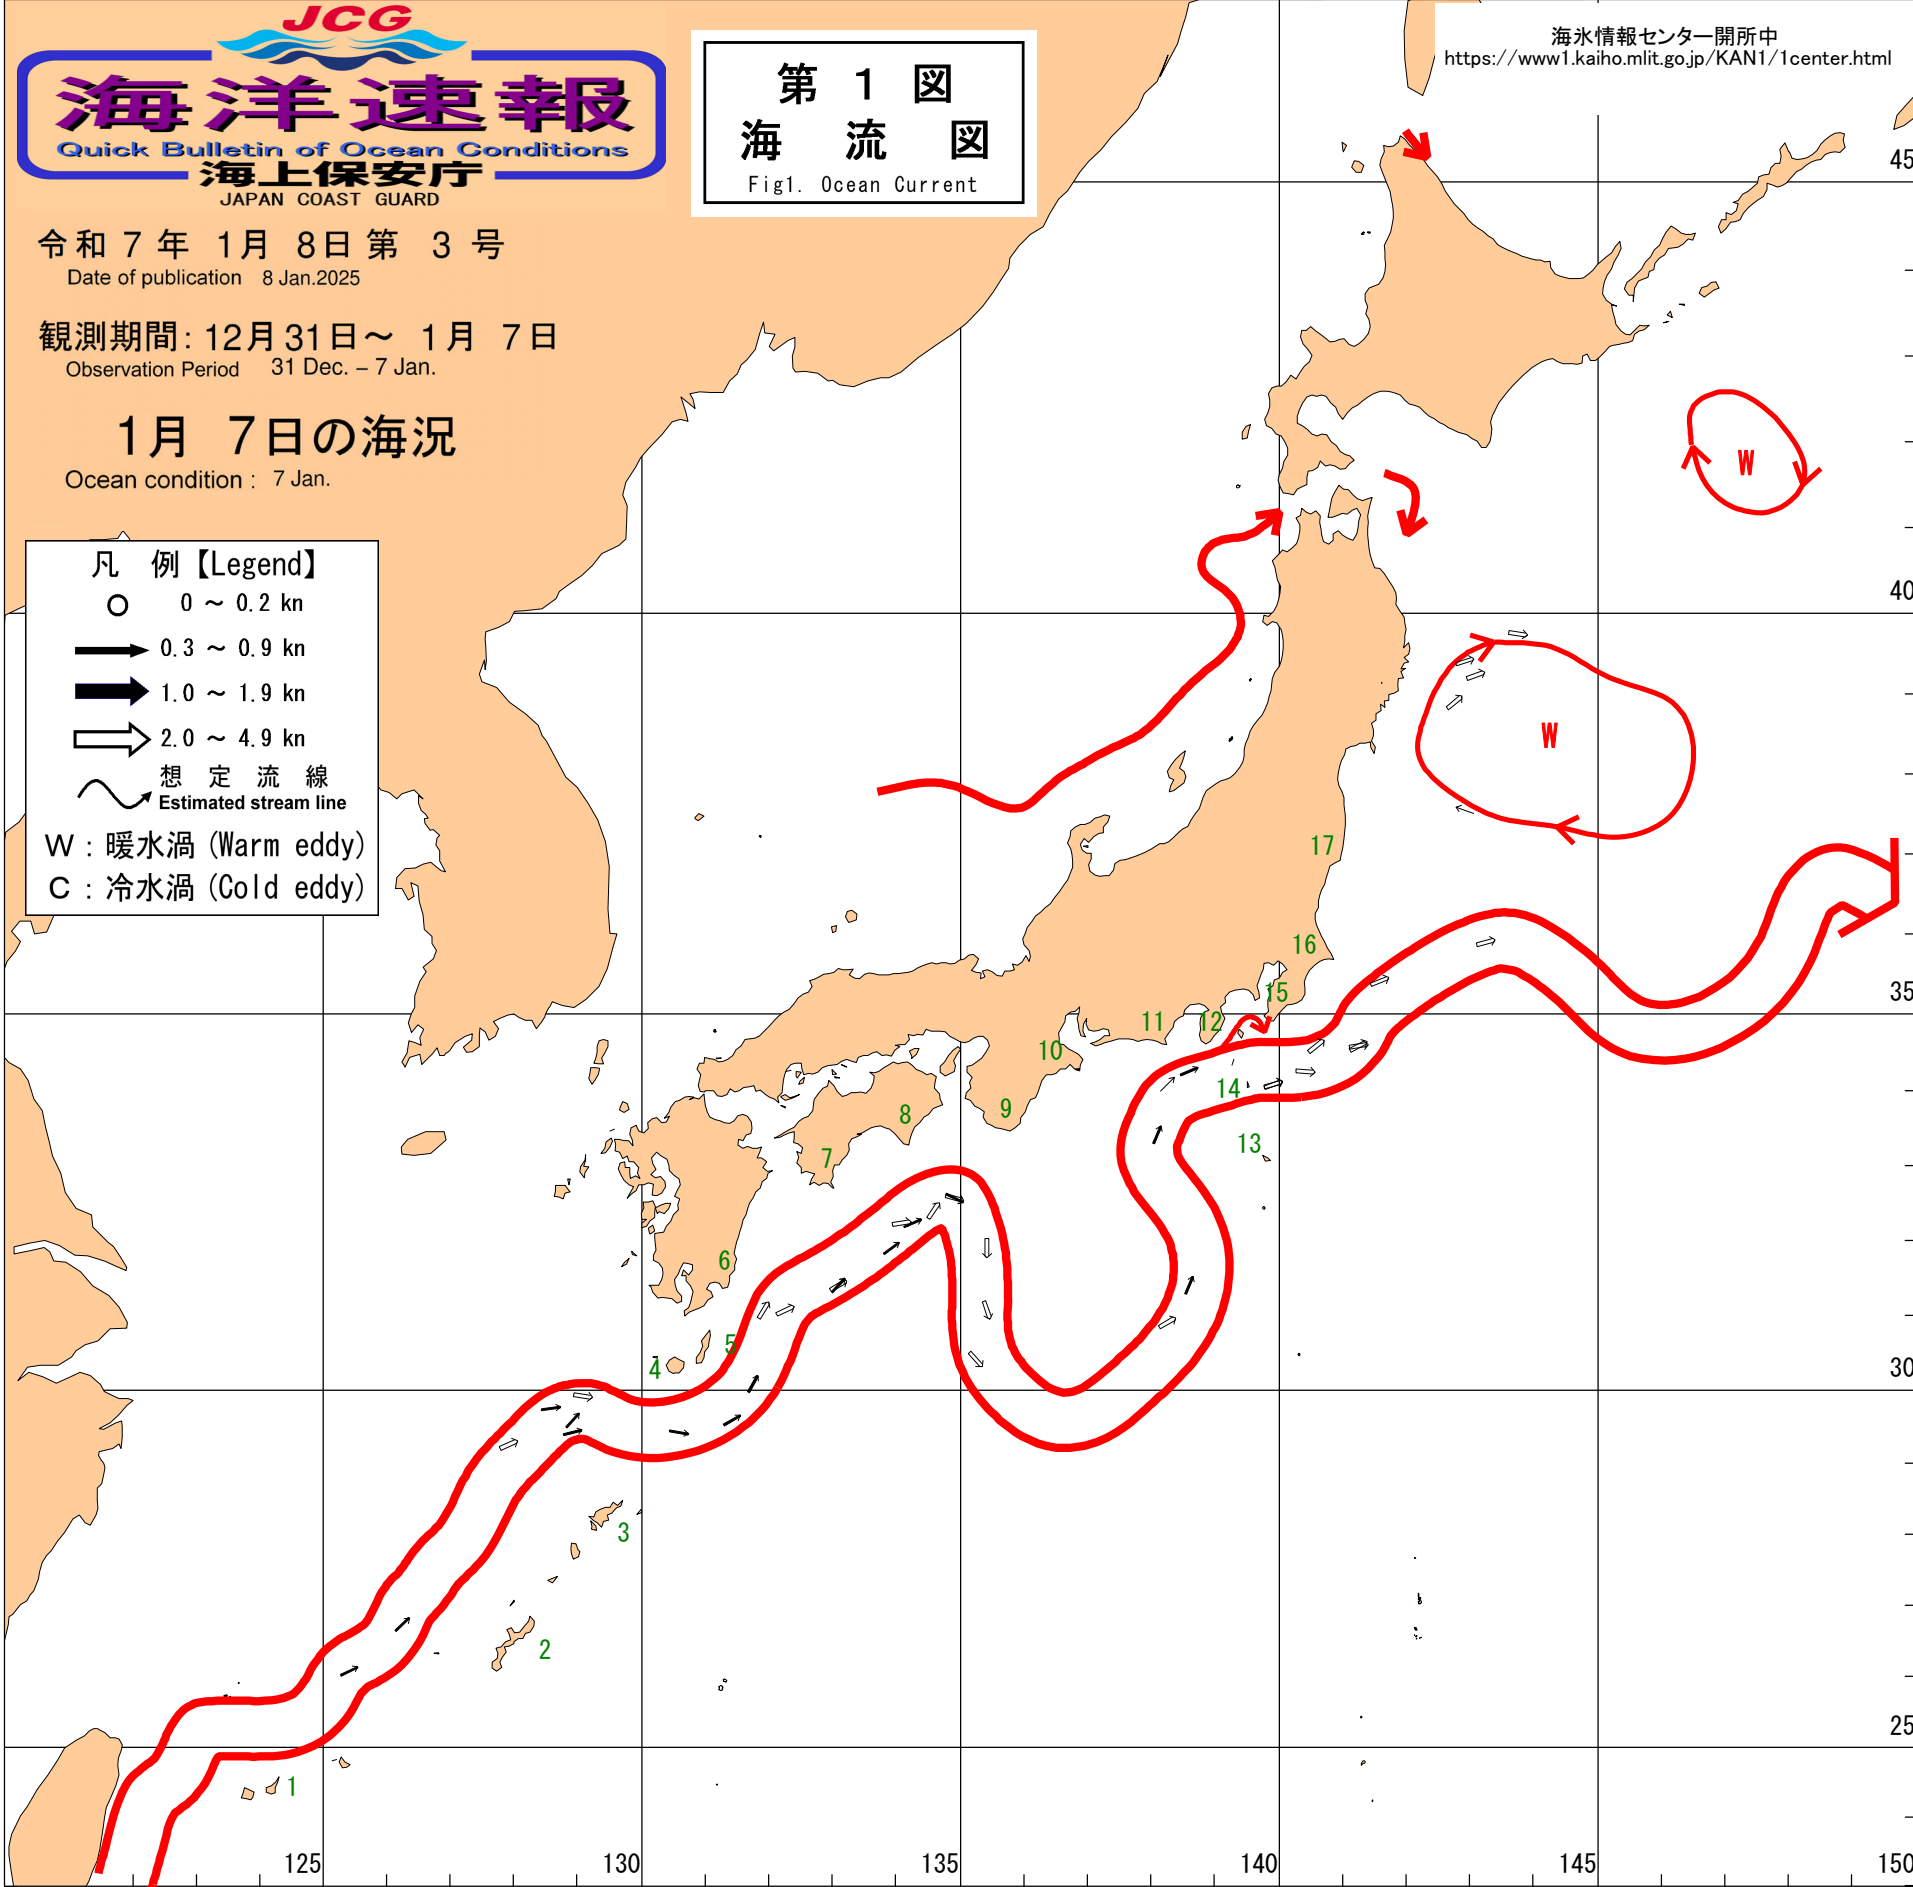 JCG
海洋速報
Quick Bulletin of Ocean Conditions
海上保安庁
JAPAN COAST GUARD
令和 7 年 1月 8日 第 3 号
Date of publication 8 Jan.2025
観測期間: 12月31日～ 1月 7日
Observation Period 31 Dec. – 7 Jan.
1月 7日の海況
Ocean condition : 7 Jan.
第 1 図
海 流 図
Fig1. Ocean Current
海氷情報センター開所中
https://www1.kaiho.mlit.go.jp/KAN1/1center.html
凡 例【Legend】
0 ～ 0.2 kn
0.3 ～ 0.9 kn
1.0 ～ 1.9 kn
2.0 ～ 4.9 kn
想 定 流 線
Estimated stream line
W : 暖水渦 (Warm eddy)
C : 冷水渦 (Cold eddy)
45
W
40
W
17
16
35
15
12
11
10
14
9
8
13
7
6
5
4
30
3
2
25
1
125
130
135
140
145
150